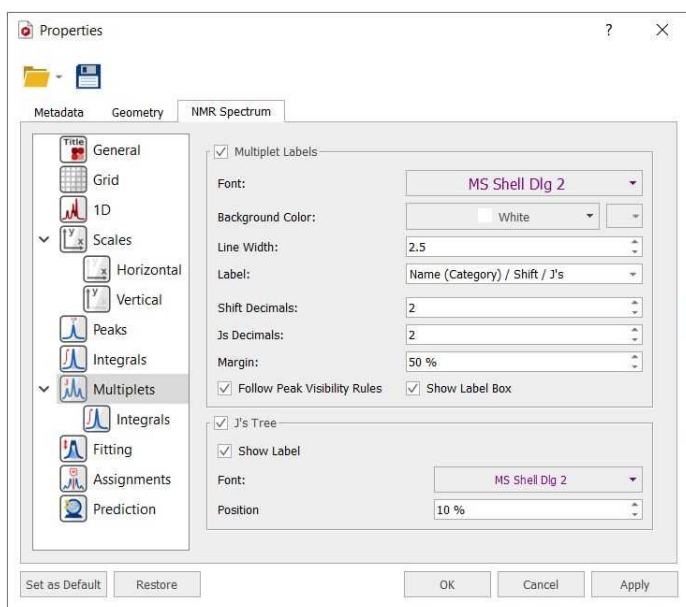 Properties
?
Metadata Geometry NMR Spectrum
Title
General
Grid
1D
Scales
Horizontal
Vertical
Peaks
Integrals
Multiplets
Integrals
Fitting
Assignments
Prediction
Multiplet Labels
Font: MS Shell Dlg 2
Background Color: White
Line Width: 2.5
Label: Name (Category) / Shift / J's
Shift Decimals: 2
Js Decimals: 2
Margin: 50 %
Follow Peak Visibility Rules Show Label Box
J's Tree
Show Label
Font: MS Shell Dlg 2
Position 10 %
Set as Default Restore OK Cancel Apply